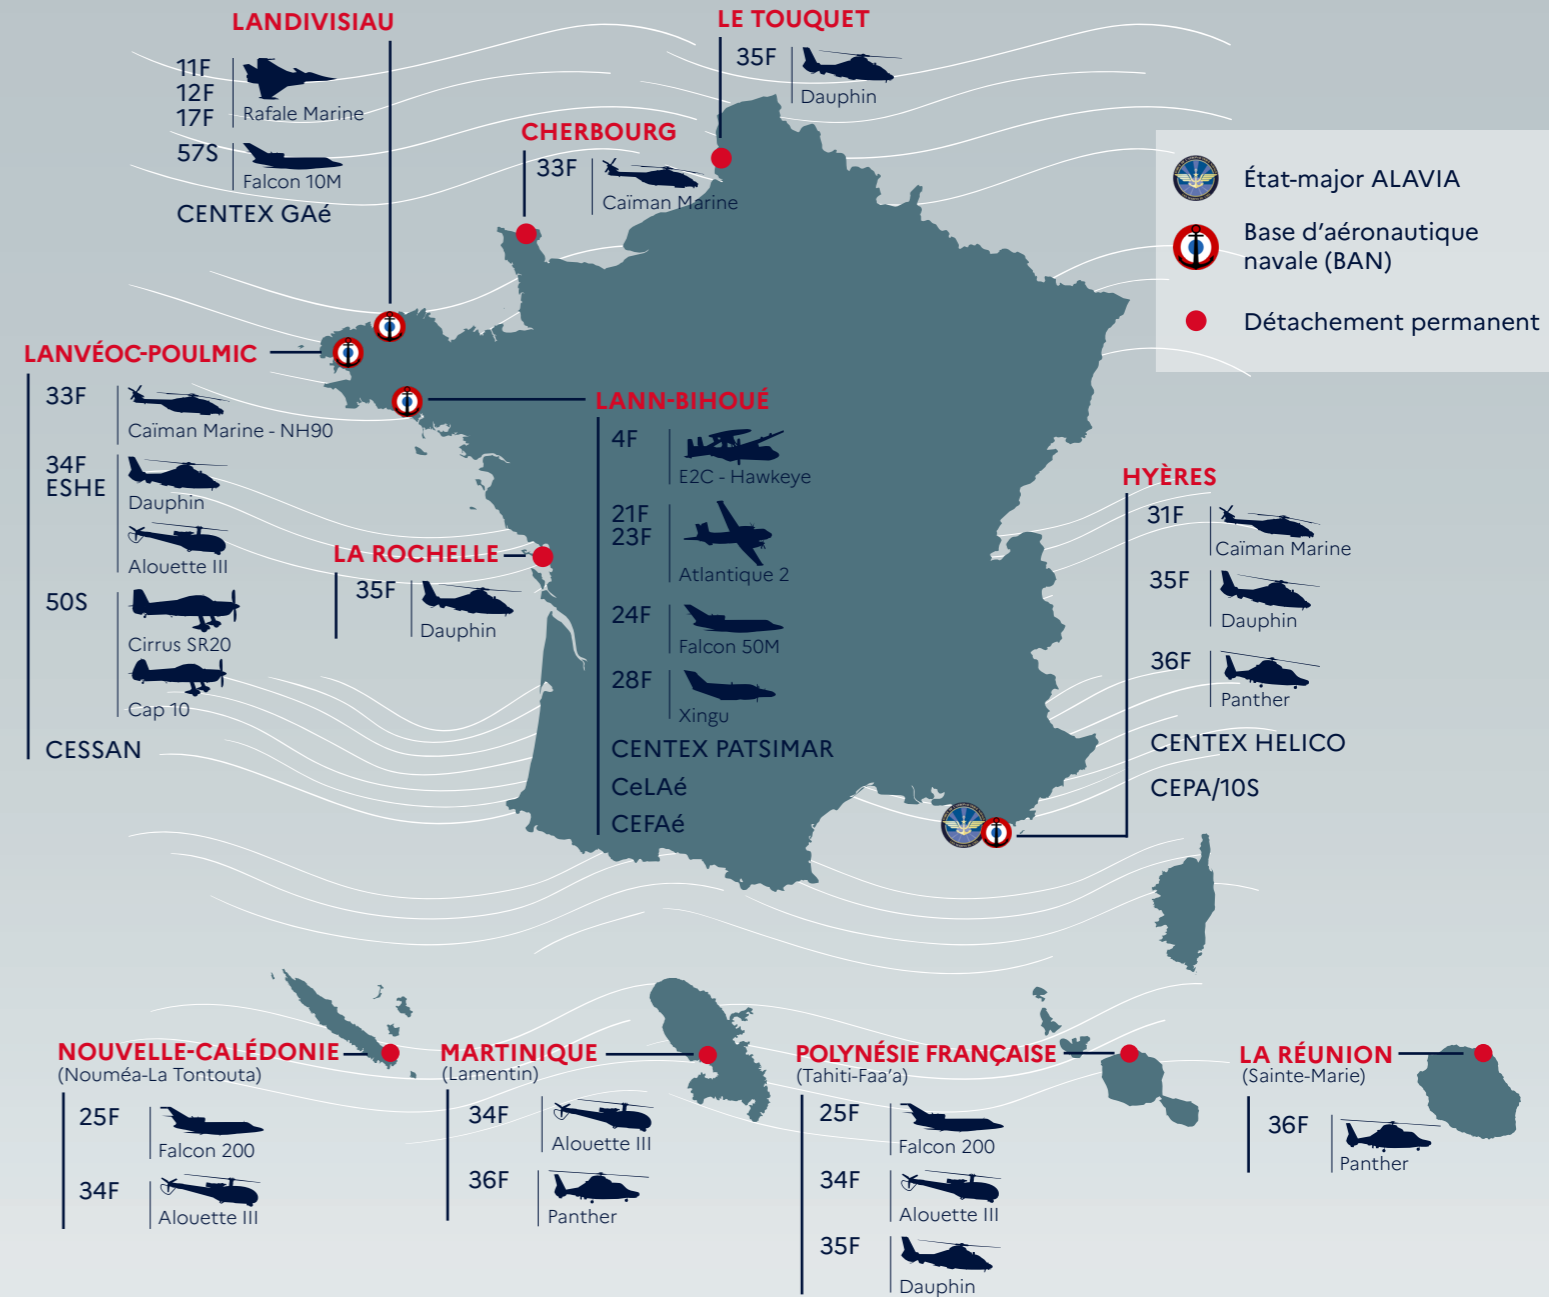 LANDIVISIAU
11F
12F
17F
Rafale Marine
57S
Falcon 10M
CENTEX GAé
LE TOUQUET
35F
Dauphin
CHERBOURG
33F
Caïman Marine
État-major ALAVIA
Base d'aéronautique
navale (BAN)
Détachement permanent
LANVÉOC-POULMIC
33F
Caïman Marine - NH90
34F
ESHE
Dauphin
Alouette III
50S
Cirrus SR20
Cap 10
CESSAN
LA ROCHELLE
35F
Dauphin
LANN-BIHOUÉ
4F
E2C - Hawkeye
21F
23F
Atlantique 2
24F
Falcon 50M
28F
Xingu
CENTEX PATSIMAR
CeLAé
CEFAé
HYÈRES
31F
Caïman Marine
35F
Dauphin
36F
Panther
CENTEX HELICO
CEPA/10S
NOUVELLE-CALÉDONIE
(Nouméa-La Tontouta)
25F
Falcon 200
34F
Alouette III
MARTINIQUE
(Lamentin)
34F
Alouette III
36F
Panther
POLYNÉSIE FRANÇAISE
(Tahiti-Faa'a)
25F
Falcon 200
34F
Alouette III
35F
Dauphin
LA RÉUNION
(Sainte-Marie)
36F
Panther